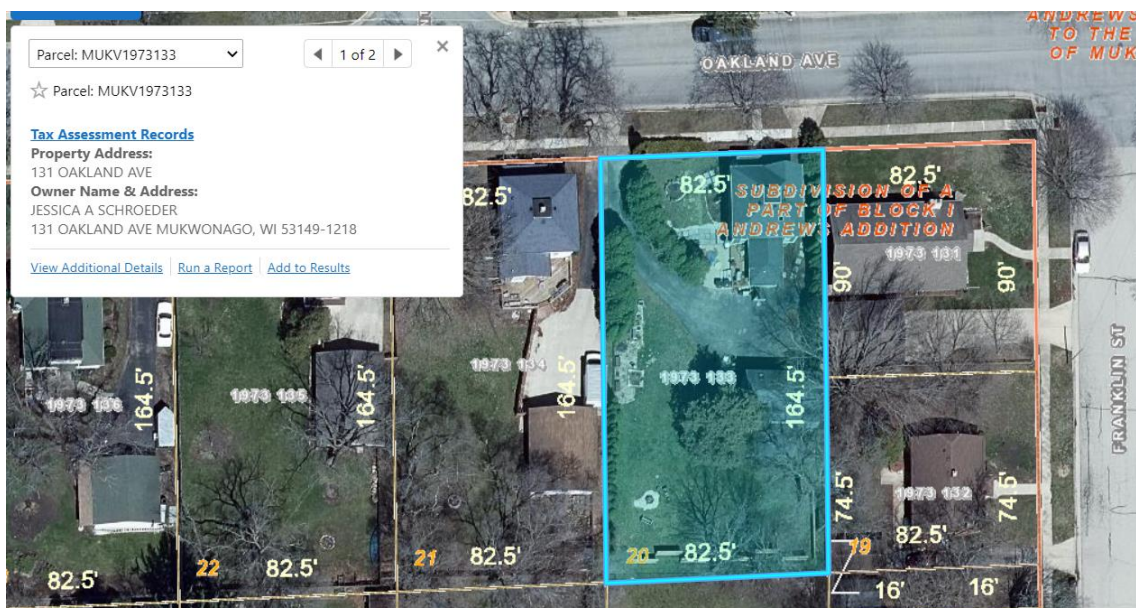 Parcel: MUKV1973133
1 of 2
Parcel: MUKV1973133
Tax Assessment Records
Property Address:
131 OAKLAND AVE
Owner Name & Address:
JESSICA A SCHROEDER
131 OAKLAND AVE MUKWONAGO, WI 53149-1218
View Additional Details
Run a Report
Add to Results
ANDREWS
TO THE
OF MUK
OAKLAND AVE
82.5'
82.5'
82.5'
SUBDIVISION OF A
PART OF BLOCK 1
ANDREWS ADDITION
1973 131
90'
90'
FRANKLIN ST
1973 136
164.5'
1973 135
164.5'
1973 134
164.5'
1973 133
164.5'
1973 132
74.5'
74.5'
82.5'
82.5'
22
82.5'
21
82.5'
20
82.5'
19
16'
16'